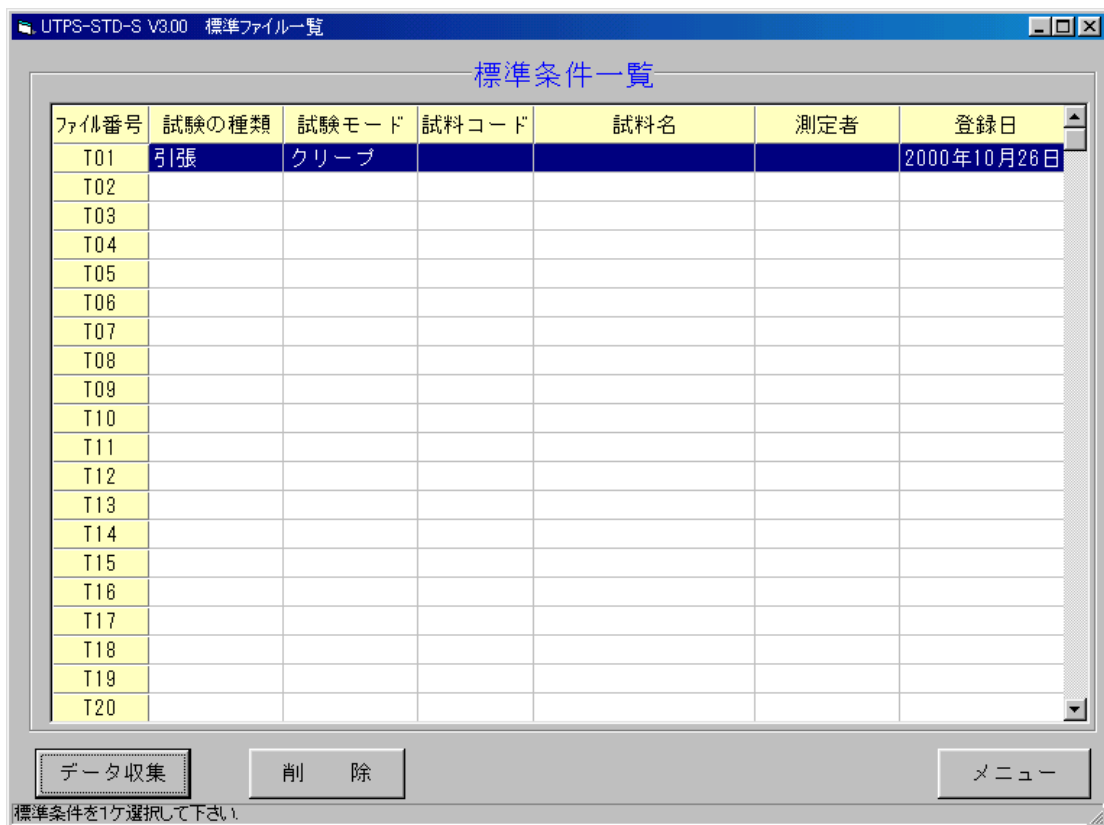 UTPS-STD-S V3.00 標準ファイル一覧
標準条件一覧
ファイル番号 試験の種類 試験モード 試料コード 試料名 測定者 登録日
T01 引張 クリープ 2000年10月26日
T02
T03
T04
T05
T06
T07
T08
T09
T10
T11
T12
T13
T14
T15
T16
T17
T18
T19
T20
データ収集 削 除 メニュー
標準条件を1ケ選択して下さい.